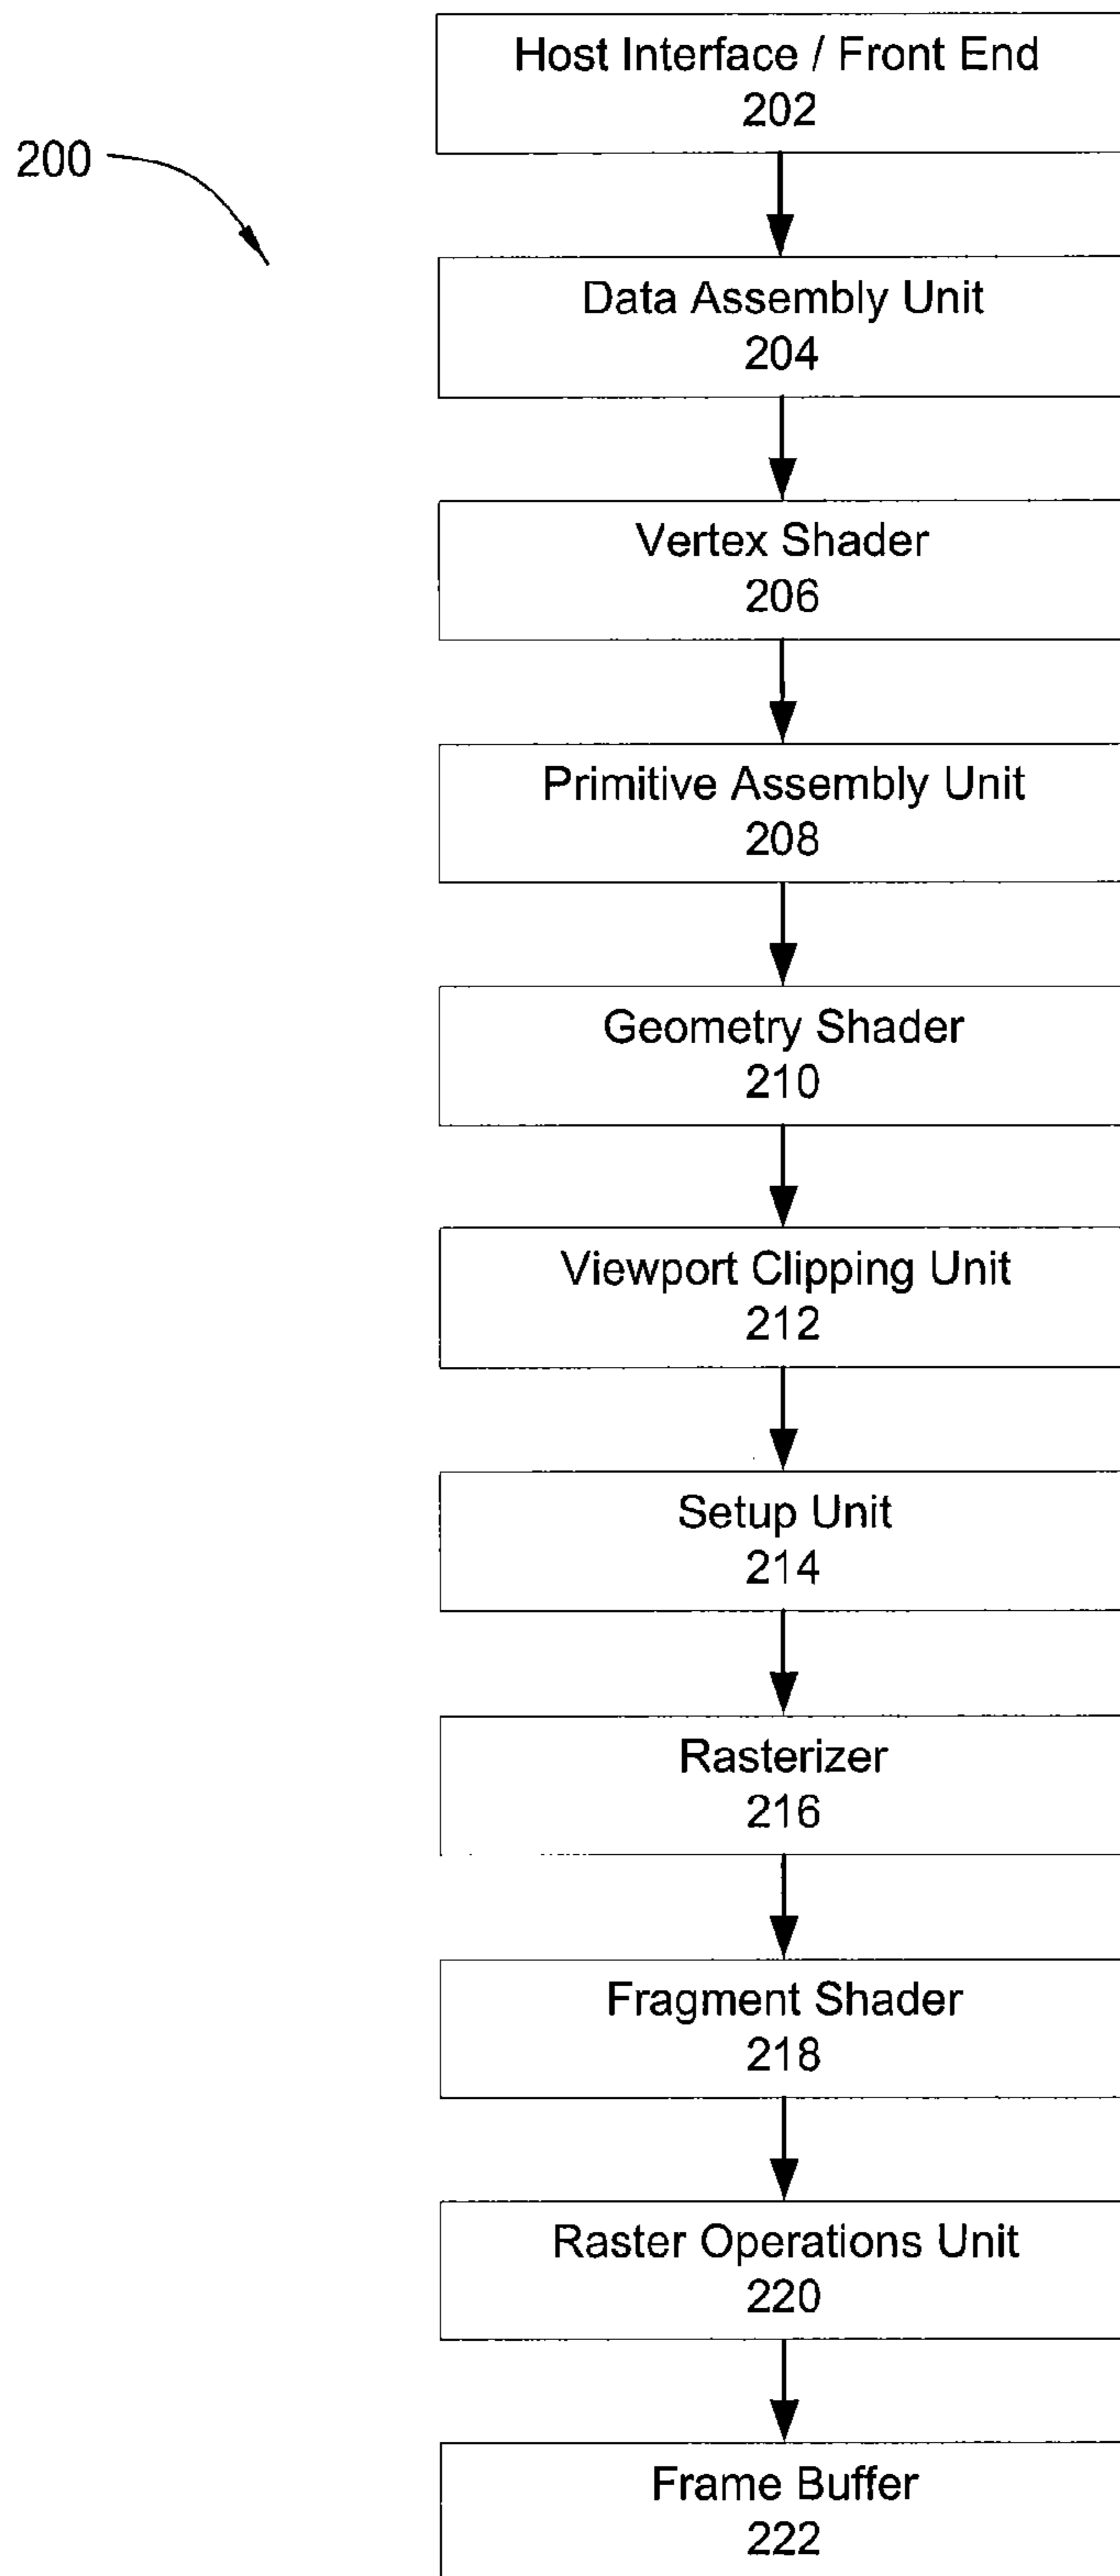 Host Interface / Front End
202
200
Data Assembly Unit
204
Vertex Shader
206
Primitive Assembly Unit
208
Geometry Shader
210
Viewport Clipping Unit
212
Setup Unit
214
Rasterizer
216
Fragment Shader
218
Raster Operations Unit
220
Frame Buffer
222